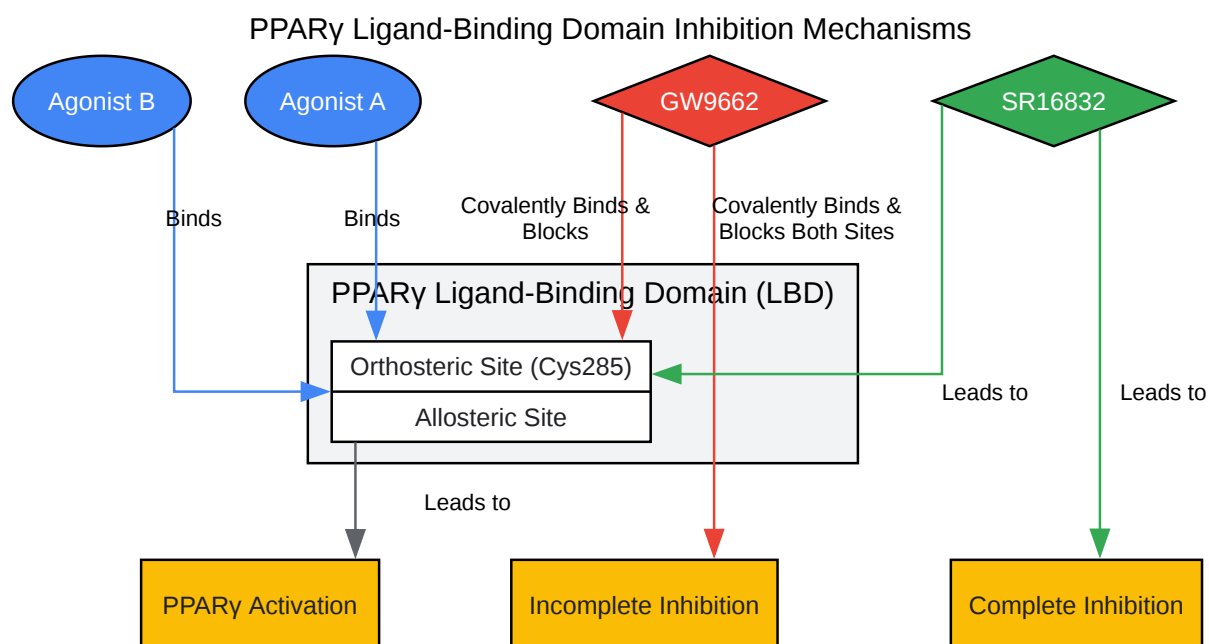 PPARγ Ligand-Binding Domain Inhibition Mechanisms
Agonist B
Agonist A
GW9662
SR16832
Binds
Binds
Covalently Binds &
Blocks
Covalently Binds &
Blocks Both Sites
PPARγ Ligand-Binding Domain (LBD)
Orthosteric Site (Cys285)
Allosteric Site
Leads to
Leads to
Leads to
PPARγ Activation
Incomplete Inhibition
Complete Inhibition